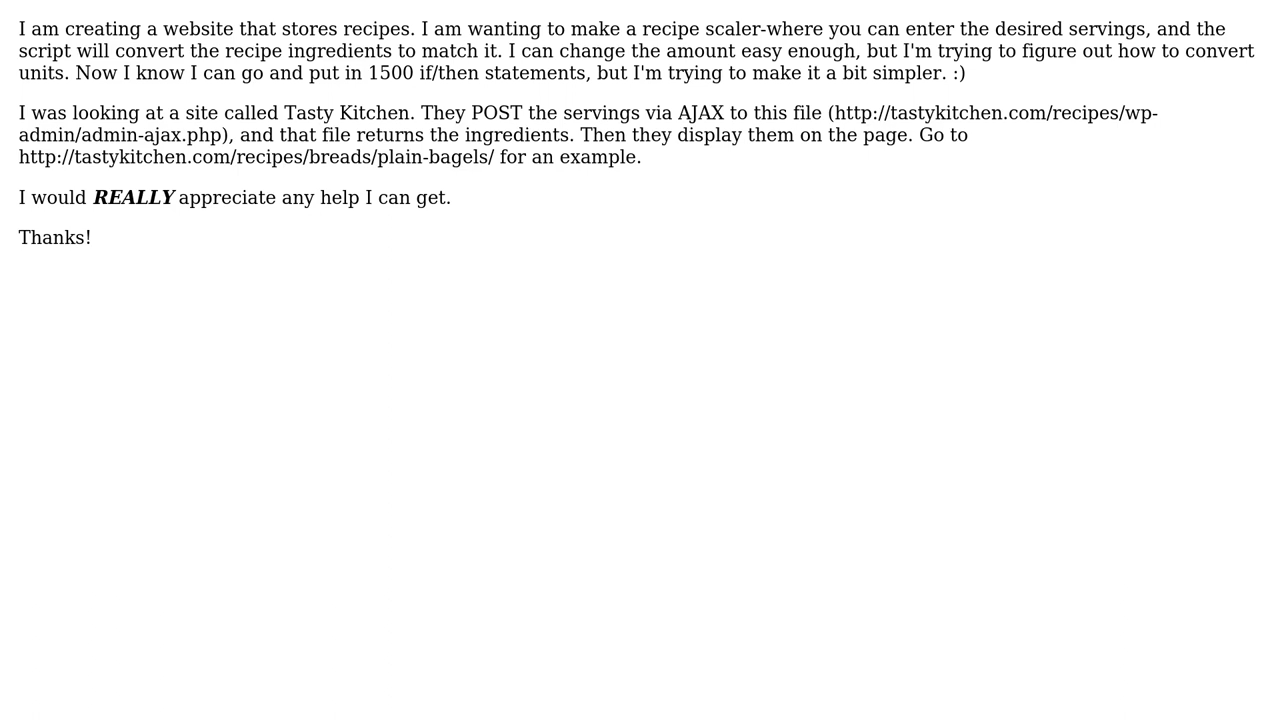 I am creating a website that stores recipes. I am wanting to make a recipe scaler-where you can enter the desired servings, and the
script will convert the recipe ingredients to match it. I can change the amount easy enough, but I'm trying to figure out how to convert
units. Now I know I can go and put in 1500 if/then statements, but I'm trying to make it a bit simpler. :)
I was looking at a site called Tasty Kitchen. They POST the servings via AJAX to this file (http://tastykitchen.com/recipes/wp-
admin/admin-ajax.php), and that file returns the ingredients. Then they display them on the page. Go to
http://tastykitchen.com/recipes/breads/plain-bagels/ for an example.
I would REALLY appreciate any help I can get.
Thanks!